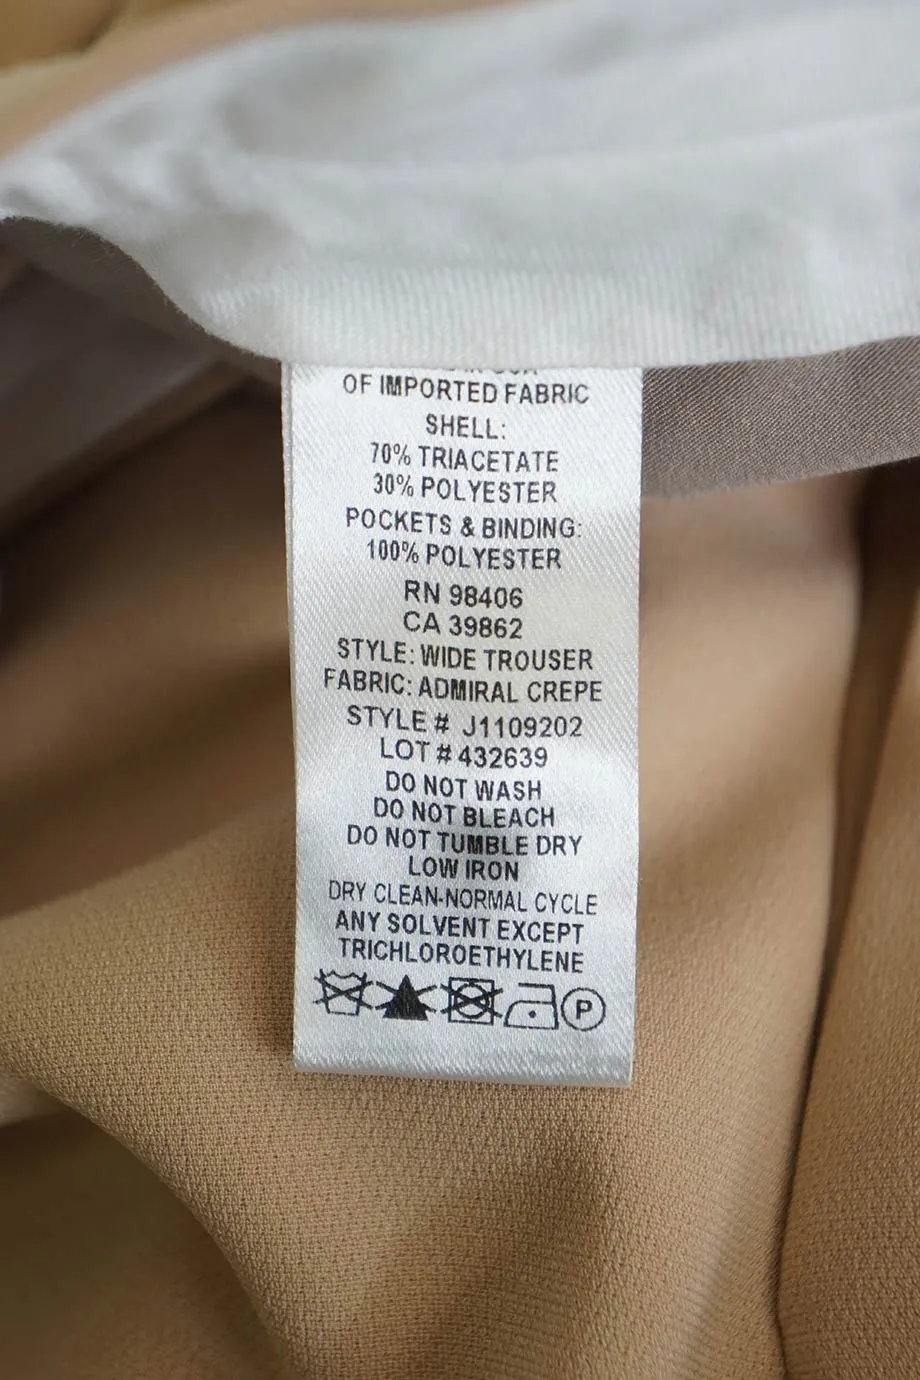 OF IMPORTED FABRIC
SHELL:
70% TRIACETATE
30% POLYESTER
POCKETS & BINDING:
100% POLYESTER
RN 98406
CA 39862
STYLE: WIDE TROUSER
FABRIC: ADMIRAL CREPE
STYLE # J1109202
LOT # 432639
DO NOT WASH
DO NOT BLEACH
DO NOT TUMBLE DRY
LOW IRON
DRY CLEAN-NORMAL CYCLE
ANY SOLVENT EXCEPT
TRICHLOROETHYLENE
P